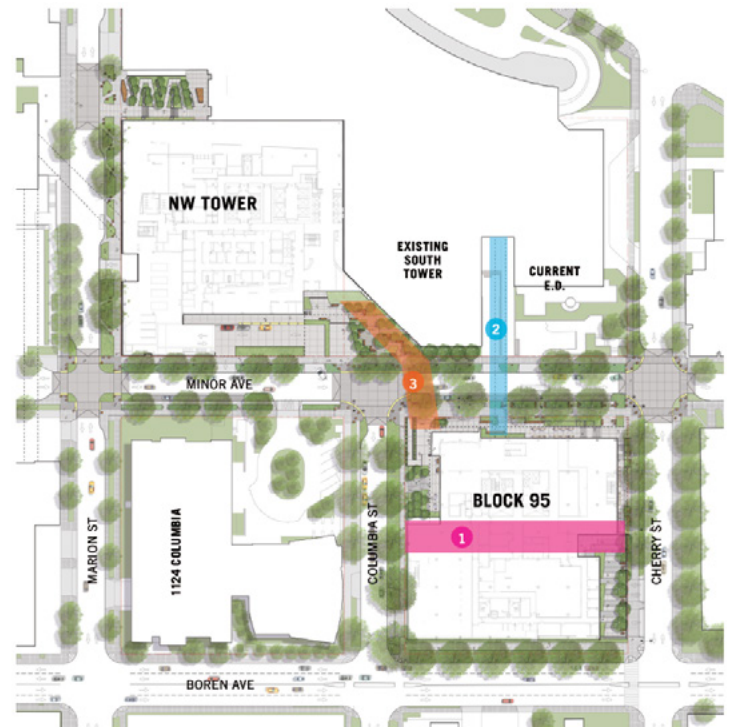 NW TOWER
EXISTING
SOUTH
TOWER
CURRENT
E.D.
2
3
MINOR AVE
BLOCK 95
1
MARION ST
1124 COLUMBIA
COLUMBIA ST
CHERRY ST
BOREN AVE